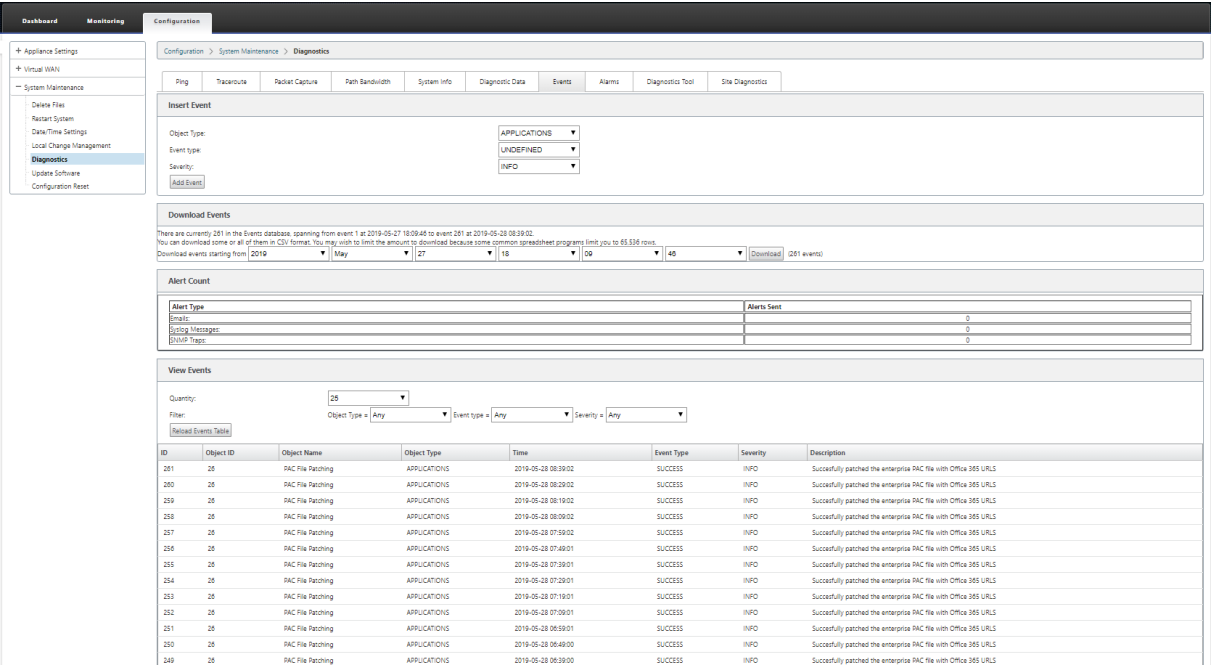 Dashboard Monitoring Configuration
+ Appliance Settings
+ Virtual WAN
− System Maintenance
Delete Files
Restart System
Date/Time Settings
Local Change Management
Diagnostics
Update Software
Configuration Reset
Configuration > System Maintenance > Diagnostics
Ping Traceroute Packet Capture Path Bandwidth System Info Diagnostic Data Events Alarms Diagnostics Tool Site Diagnostics
Insert Event
Object Type: APPLICATIONS
Event type: UNDEFINED
Severity: INFO
Add Event
Download Events
There are currently 261 in the Events database, spanning from event 1 at 2019-05-27 18:09:46 to event 261 at 2019-05-28 08:39:02.
You can download some or all of them in CSV format. You may wish to limit the amount to download because some common spreadsheet programs limit you to 65,536 rows.
Download events starting from 2019 May 27 18 09 46 Download (261 events)
Alert Count
Alert Type Alerts Sent
Emails: 0
Syslog Messages: 0
SNMP Traps: 0
View Events
Quantity: 25
Filter: Object Type = Any Event type = Any Severity = Any
Reload Events Table
ID Object ID Object Name Object Type Time Event Type Severity Description
261 26 PAC File Patching APPLICATIONS 2019-05-28 08:39:02 SUCCESS INFO Succesfully patched the enterprise PAC file with Office 365 URLS
260 26 PAC File Patching APPLICATIONS 2019-05-28 08:29:02 SUCCESS INFO Succesfully patched the enterprise PAC file with Office 365 URLS
259 26 PAC File Patching APPLICATIONS 2019-05-28 08:19:02 SUCCESS INFO Succesfully patched the enterprise PAC file with Office 365 URLS
258 26 PAC File Patching APPLICATIONS 2019-05-28 08:09:02 SUCCESS INFO Succesfully patched the enterprise PAC file with Office 365 URLS
257 26 PAC File Patching APPLICATIONS 2019-05-28 07:59:02 SUCCESS INFO Succesfully patched the enterprise PAC file with Office 365 URLS
256 26 PAC File Patching APPLICATIONS 2019-05-28 07:49:01 SUCCESS INFO Succesfully patched the enterprise PAC file with Office 365 URLS
255 26 PAC File Patching APPLICATIONS 2019-05-28 07:39:01 SUCCESS INFO Succesfully patched the enterprise PAC file with Office 365 URLS
254 26 PAC File Patching APPLICATIONS 2019-05-28 07:29:01 SUCCESS INFO Succesfully patched the enterprise PAC file with Office 365 URLS
253 26 PAC File Patching APPLICATIONS 2019-05-28 07:19:01 SUCCESS INFO Succesfully patched the enterprise PAC file with Office 365 URLS
252 26 PAC File Patching APPLICATIONS 2019-05-28 07:09:01 SUCCESS INFO Succesfully patched the enterprise PAC file with Office 365 URLS
251 26 PAC File Patching APPLICATIONS 2019-05-28 06:59:01 SUCCESS INFO Succesfully patched the enterprise PAC file with Office 365 URLS
250 26 PAC File Patching APPLICATIONS 2019-05-28 06:49:00 SUCCESS INFO Succesfully patched the enterprise PAC file with Office 365 URLS
249 26 PAC File Patching APPLICATIONS 2019-05-28 06:39:00 SUCCESS INFO Succesfully patched the enterprise PAC file with Office 365 URLS